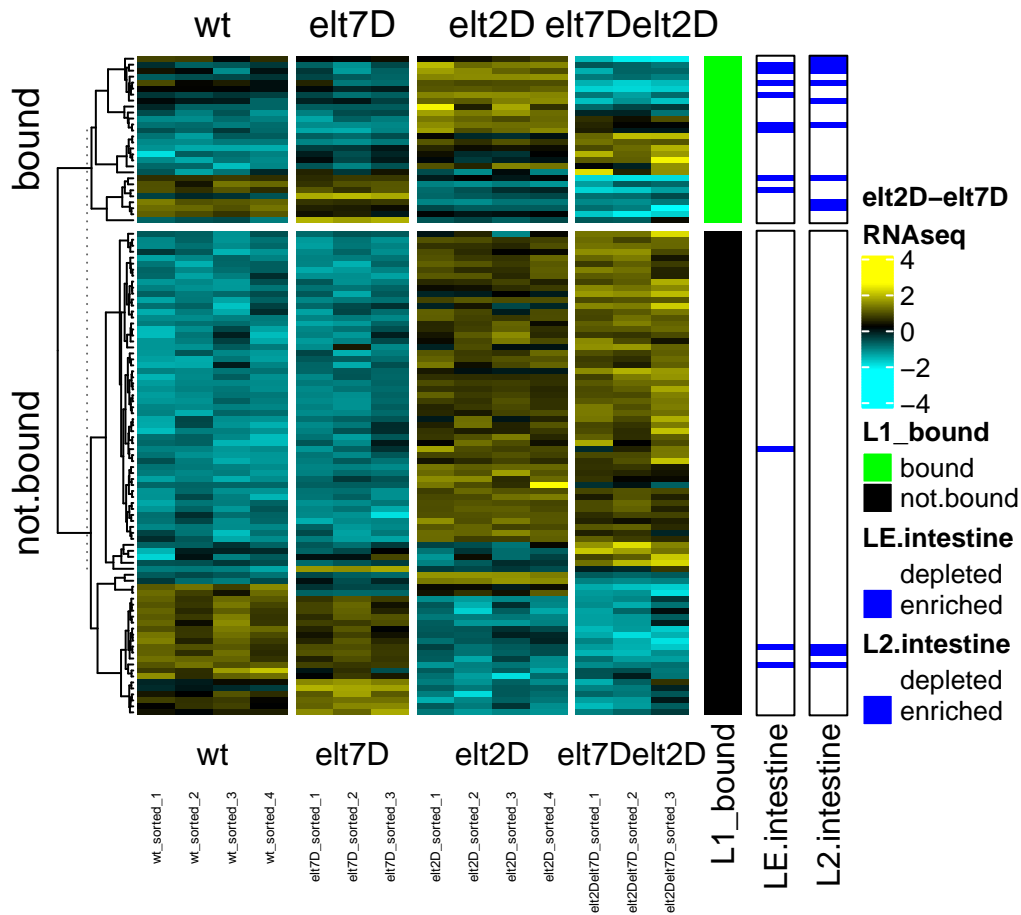 wt
elt7D
elt2D
elt7Delt2D
bound
not.bound
elt2D−elt7D
RNAseq
4
2
0
−2
−4
L1_bound
bound
not.bound
LE.intestine
depleted
enriched
L2.intestine
depleted
enriched
wt
elt7D
elt2D
elt7Delt2D
wt_sorted_1
wt_sorted_2
wt_sorted_3
wt_sorted_4
elt7D_sorted_1
elt7D_sorted_2
elt7D_sorted_3
elt2D_sorted_1
elt2D_sorted_2
elt2D_sorted_3
elt2D_sorted_4
elt2Delt7D_sorted_1
elt2Delt7D_sorted_2
elt2Delt7D_sorted_3
L1_bound
LE.intestine
L2.intestine